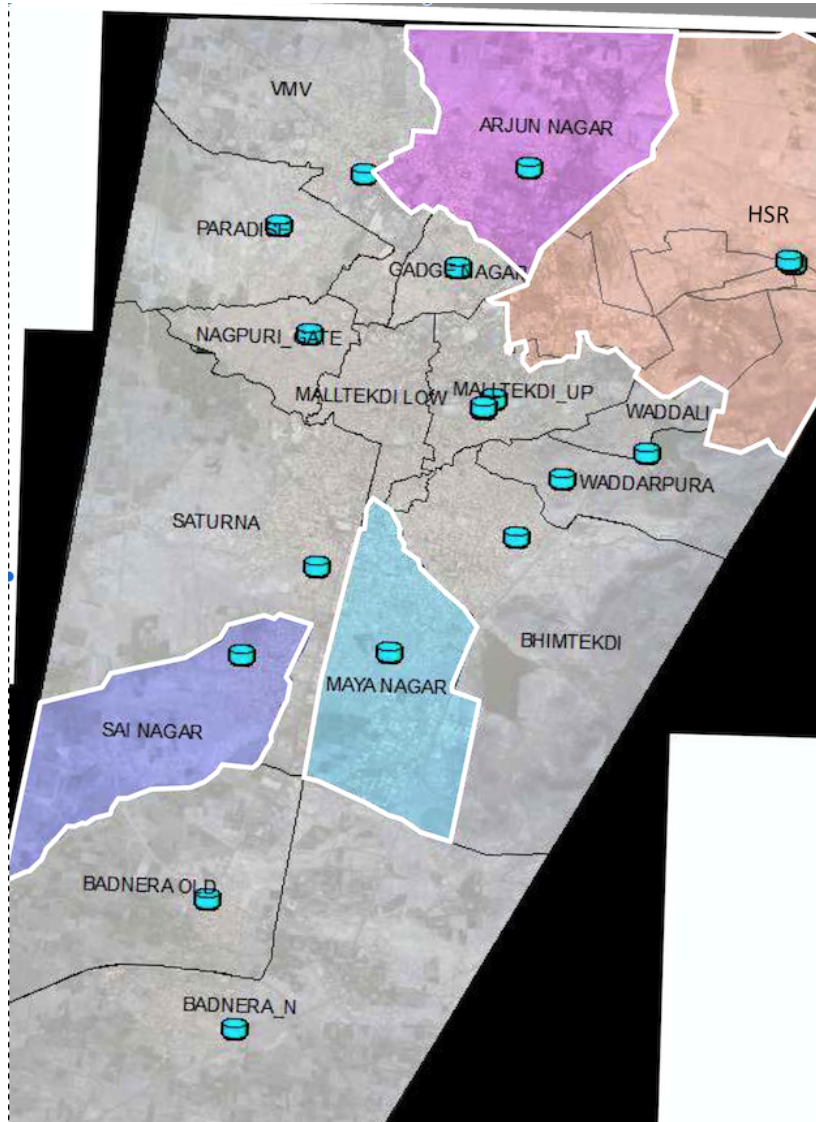 VMV
ARJUN NAGAR
HSR
PARADISE
GADGE NAGAR
NAGPURI_GATE
MALLTEKDI LOW
MALLTEKDI_UP
WADDALI
WADDARPURA
SATURNA
BHIMTEKDI
MAYA NAGAR
SAI NAGAR
BADNERA OLD
BADNERA_N